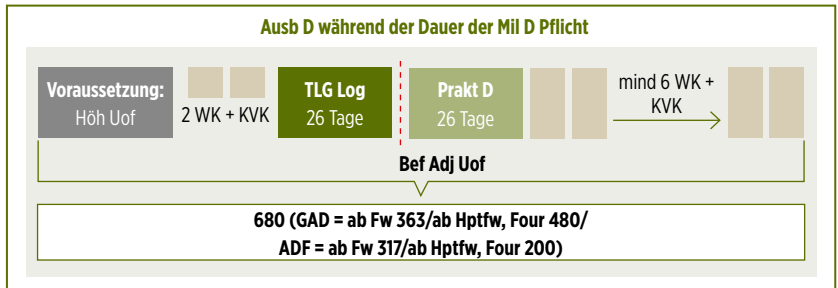 Ausb D während der Dauer der Mil D Pflicht
Voraussetzung:
Höh Uof
2 WK + KVK
TLG Log
26 Tage
Prakt D
26 Tage
mind 6 WK +
KVK
Bef Adj Uof
680 (GAD = ab Fw 363/ab Hptfw, Four 480/
ADF = ab Fw 317/ab Hptfw, Four 200)